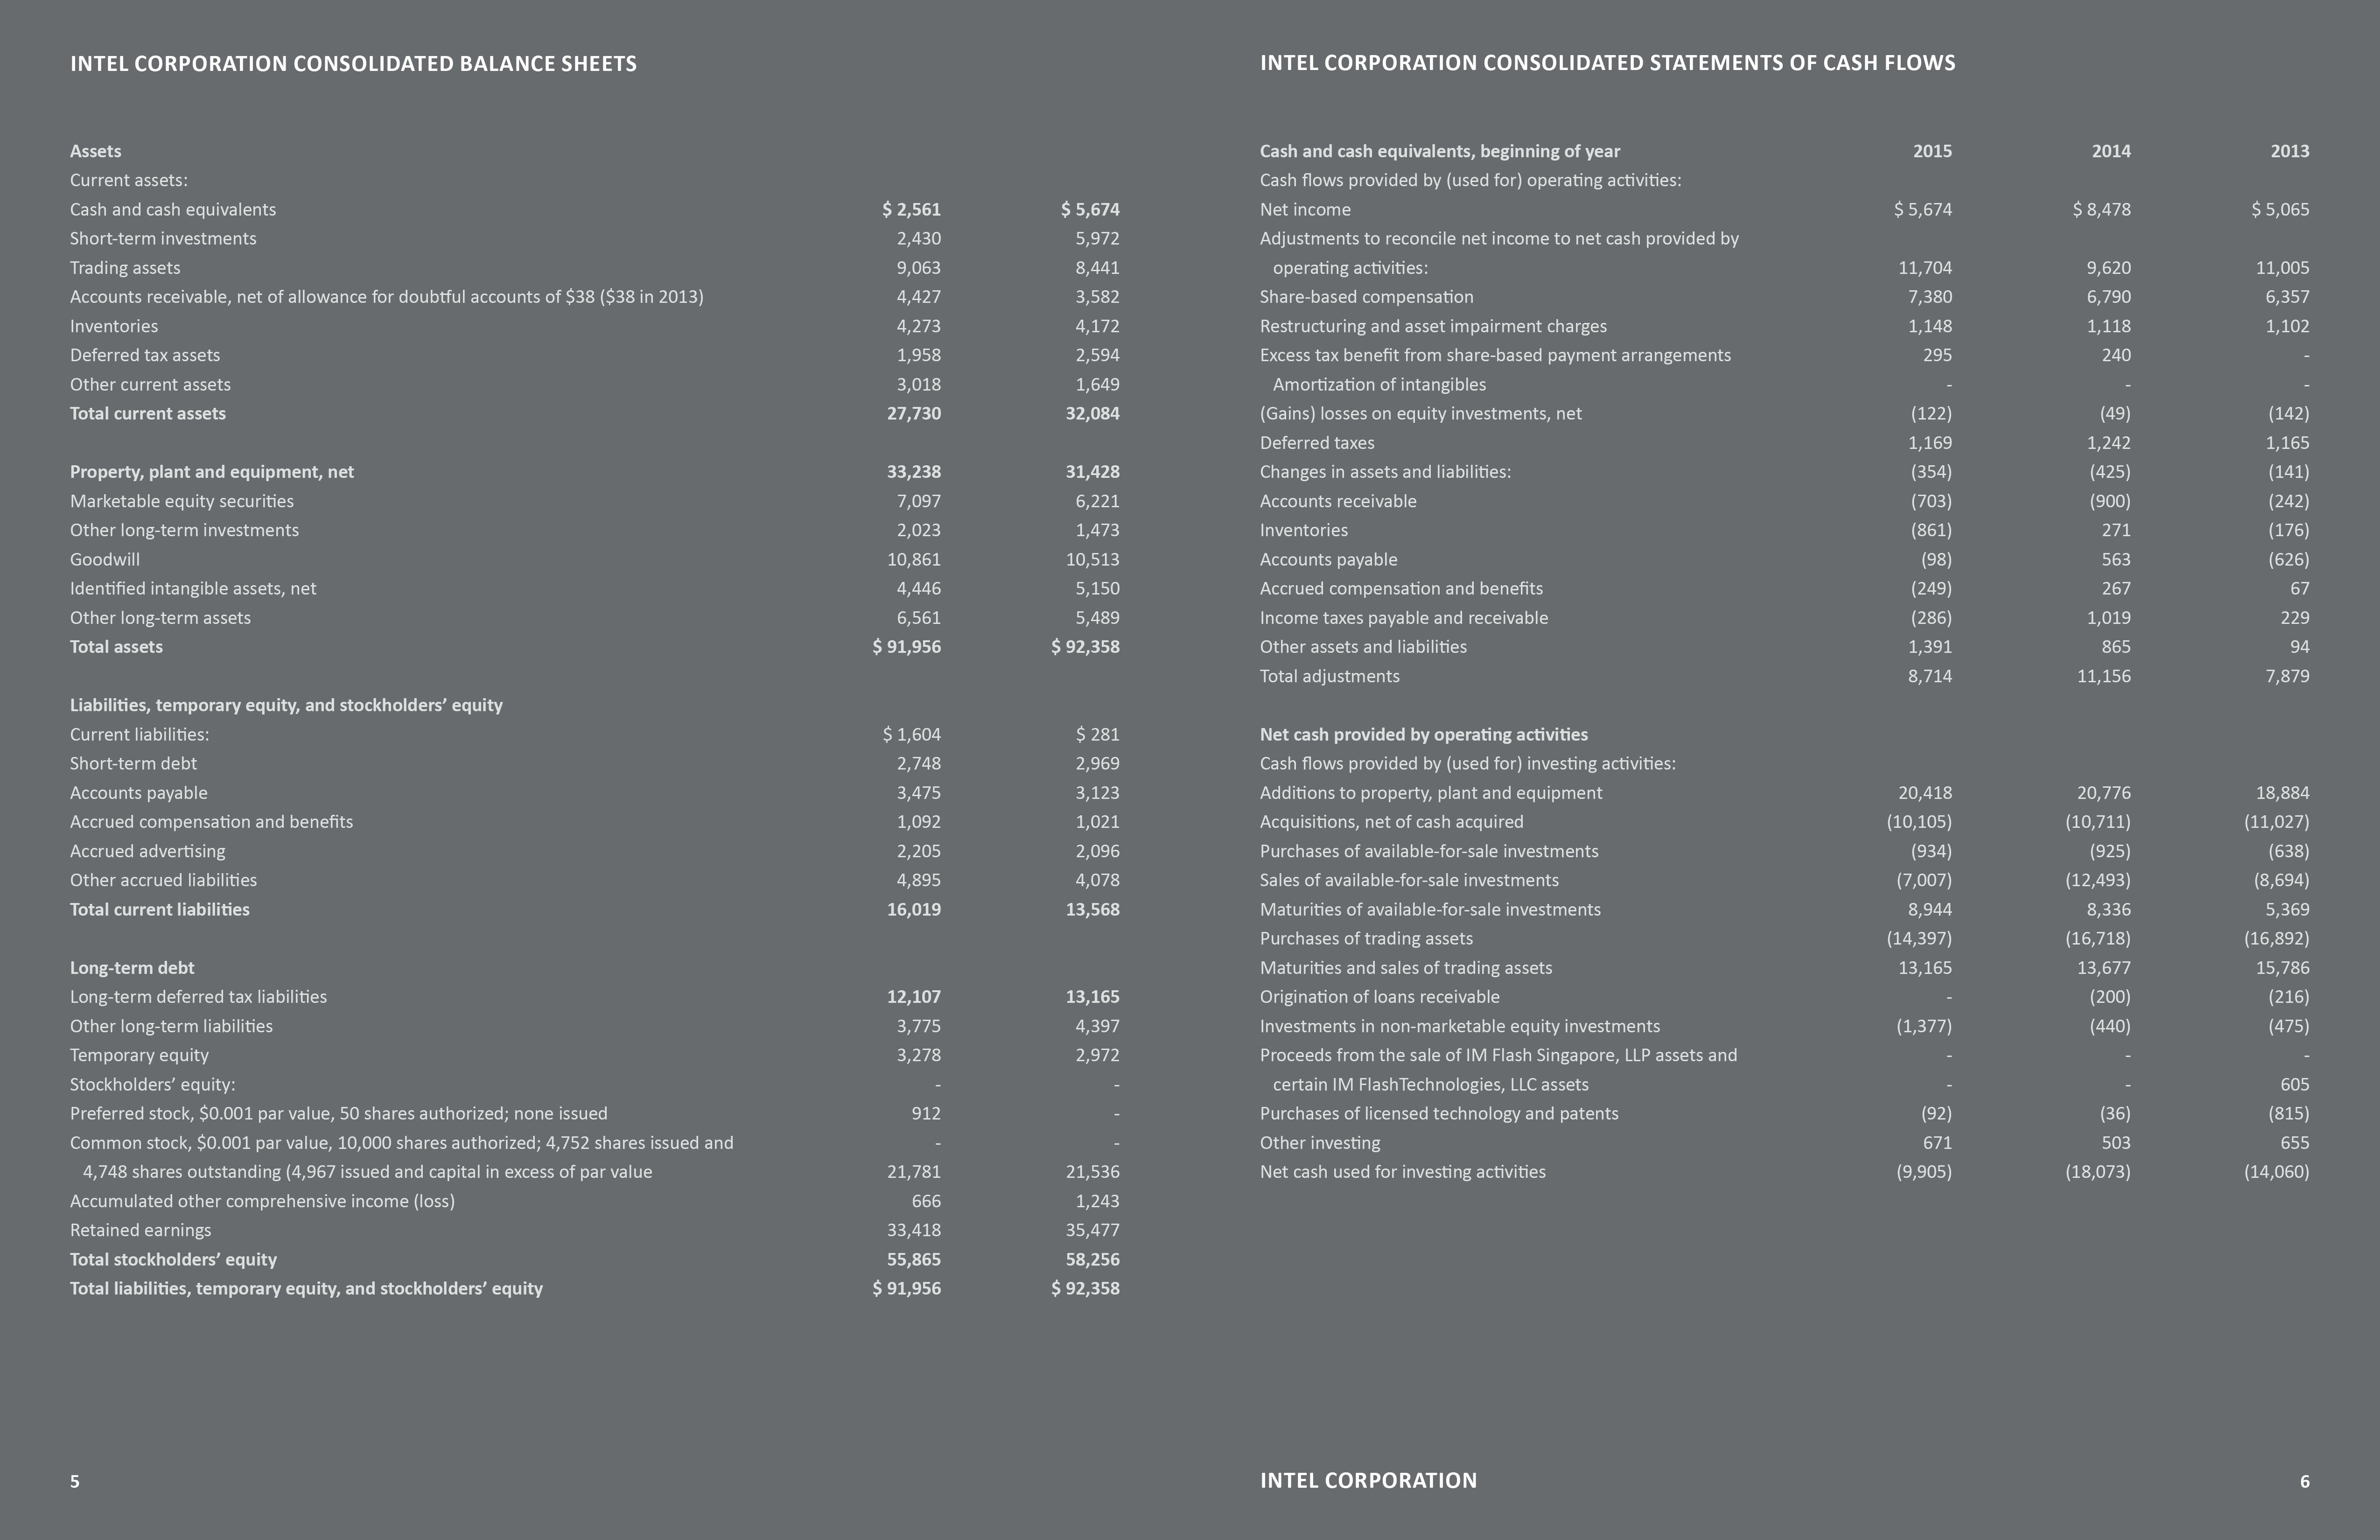 INTEL CORPORATION CONSOLIDATED BALANCE SHEETS
Assets
Current assets:
Cash and cash equivalents $ 2,561 $ 5,674
Short-term investments 2,430 5,972
Trading assets 9,063 8,441
Accounts receivable, net of allowance for doubtful accounts of $38 ($38 in 2013) 4,427 3,582
Inventories 4,273 4,172
Deferred tax assets 1,958 2,594
Other current assets 3,018 1,649
Total current assets 27,730 32,084
Property, plant and equipment, net 33,238 31,428
Marketable equity securities 7,097 6,221
Other long-term investments 2,023 1,473
Goodwill 10,861 10,513
Identified intangible assets, net 4,446 5,150
Other long-term assets 6,561 5,489
Total assets $ 91,956 $ 92,358
Liabilities, temporary equity, and stockholders’ equity
Current liabilities: $ 1,604 $ 281
Short-term debt 2,748 2,969
Accounts payable 3,475 3,123
Accrued compensation and benefits 1,092 1,021
Accrued advertising 2,205 2,096
Other accrued liabilities 4,895 4,078
Total current liabilities 16,019 13,568
Long-term debt
Long-term deferred tax liabilities 12,107 13,165
Other long-term liabilities 3,775 4,397
Temporary equity 3,278 2,972
Stockholders’ equity: - -
Preferred stock, $0.001 par value, 50 shares authorized; none issued 912 -
Common stock, $0.001 par value, 10,000 shares authorized; 4,752 shares issued and - -
4,748 shares outstanding (4,967 issued and capital in excess of par value 21,781 21,536
Accumulated other comprehensive income (loss) 666 1,243
Retained earnings 33,418 35,477
Total stockholders’ equity 55,865 58,256
Total liabilities, temporary equity, and stockholders’ equity $ 91,956 $ 92,358
5
INTEL CORPORATION CONSOLIDATED STATEMENTS OF CASH FLOWS
Cash and cash equivalents, beginning of year 2015 2014 2013
Cash flows provided by (used for) operating activities:
Net income $ 5,674 $ 8,478 $ 5,065
Adjustments to reconcile net income to net cash provided by
operating activities: 11,704 9,620 11,005
Share-based compensation 7,380 6,790 6,357
Restructuring and asset impairment charges 1,148 1,118 1,102
Excess tax benefit from share-based payment arrangements 295 240 -
Amortization of intangibles - - -
(Gains) losses on equity investments, net (122) (49) (142)
Deferred taxes 1,169 1,242 1,165
Changes in assets and liabilities: (354) (425) (141)
Accounts receivable (703) (900) (242)
Inventories (861) 271 (176)
Accounts payable (98) 563 (626)
Accrued compensation and benefits (249) 267 67
Income taxes payable and receivable (286) 1,019 229
Other assets and liabilities 1,391 865 94
Total adjustments 8,714 11,156 7,879
Net cash provided by operating activities
Cash flows provided by (used for) investing activities:
Additions to property, plant and equipment 20,418 20,776 18,884
Acquisitions, net of cash acquired (10,105) (10,711) (11,027)
Purchases of available-for-sale investments (934) (925) (638)
Sales of available-for-sale investments (7,007) (12,493) (8,694)
Maturities of available-for-sale investments 8,944 8,336 5,369
Purchases of trading assets (14,397) (16,718) (16,892)
Maturities and sales of trading assets 13,165 13,677 15,786
Origination of loans receivable - (200) (216)
Investments in non-marketable equity investments (1,377) (440) (475)
Proceeds from the sale of IM Flash Singapore, LLP assets and - - -
certain IM FlashTechnologies, LLC assets - - 605
Purchases of licensed technology and patents (92) (36) (815)
Other investing 671 503 655
Net cash used for investing activities (9,905) (18,073) (14,060)
INTEL CORPORATION
6